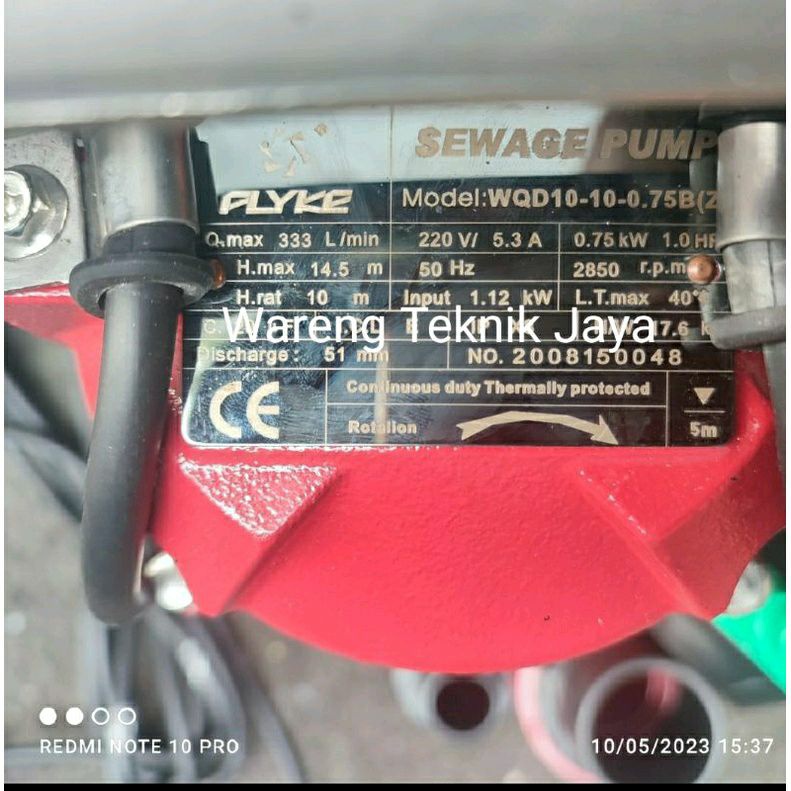 SEWAGE PUMP
PLYKE Model:WQD10-10-0.75B(Z
Q.max 333 L/min 220 V/ 5.3 A 0.75 kW 1.0 HP
H.max 14.5 m 50 Hz 2850 r.p.m
H.rat 10 m Input 1.12 kW L.T.max 40°
Wareng Teknik Jaya
17.6
Discharge: 51 mm NO. 2008150048
CE Continuous duty Thermally protected
Rotation 5m
REDMI NOTE 10 PRO 10/05/2023 15:37